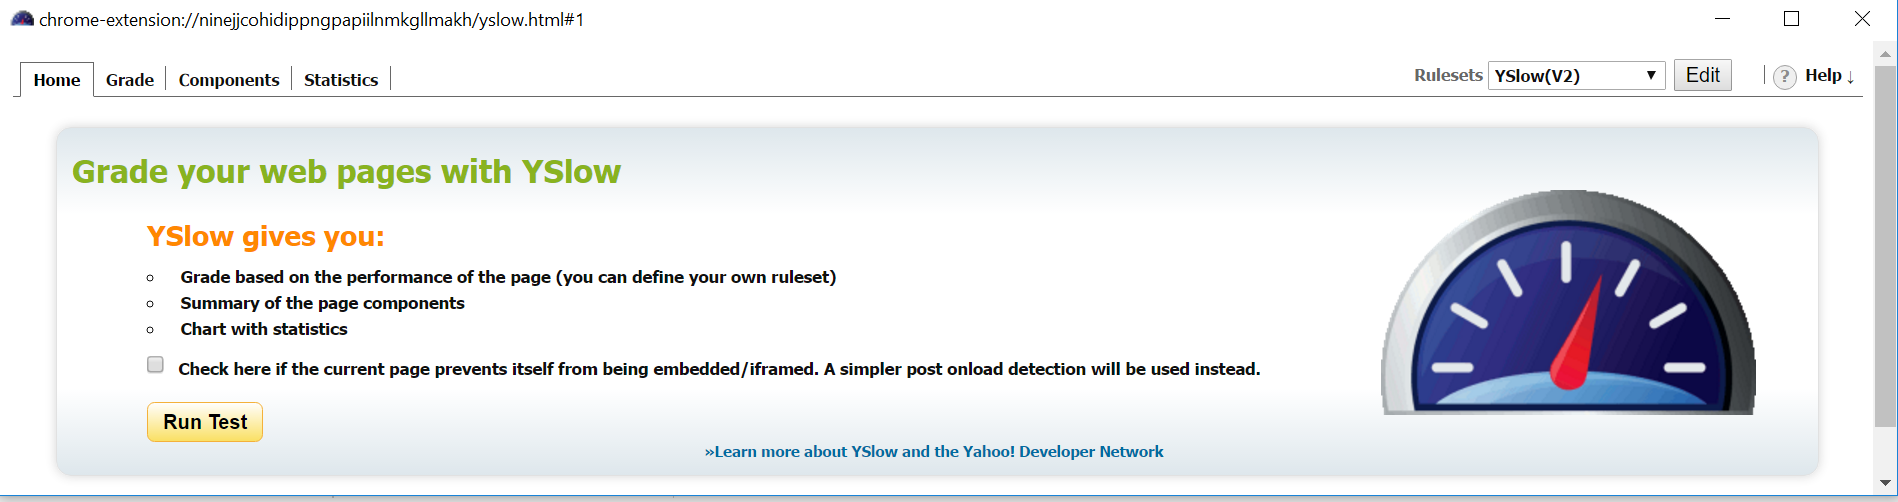 chrome-extension://ninejjcohidippngpapiilnmkgllmakh/yslow.html#1
Home Grade Components Statistics Rulesets YSlow(V2) Edit ? Help ↓
Grade your web pages with YSlow
YSlow gives you:
Grade based on the performance of the page (you can define your own ruleset)
Summary of the page components
Chart with statistics
Check here if the current page prevents itself from being embedded/iframed. A simpler post onload detection will be used instead.
Run Test
»Learn more about YSlow and the Yahoo! Developer Network